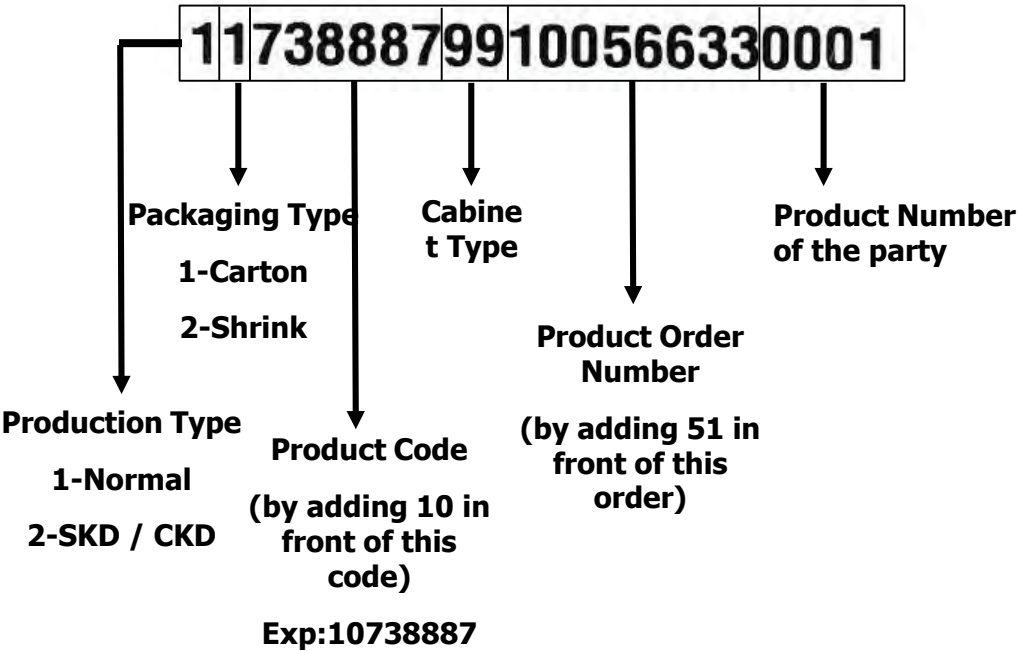 1173888799100566330001
Packaging Type
1-Carton
2-Shrink
Cabine
t Type
Product Number
of the party
Product Order
Number
(by adding 51 in
front of this
order)
Production Type
1-Normal
2-SKD / CKD
Product Code
(by adding 10 in
front of this
code)
Exp:10738887